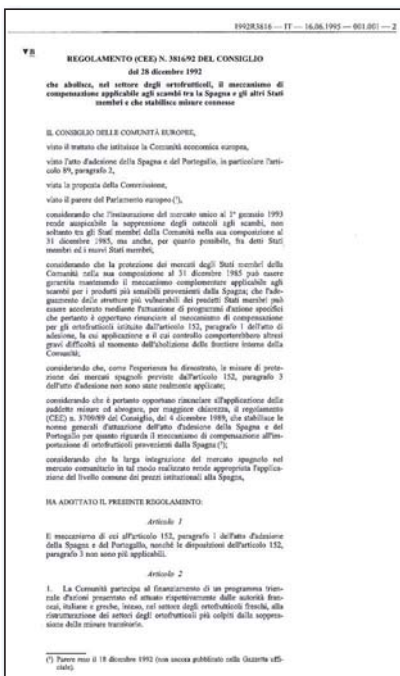 1992R3816 — IT — 16.06.1995 — 001.001 — 2
▼B
REGOLAMENTO (CEE) N. 3816/92 DEL CONSIGLIO
del 28 dicembre 1992
che abolisce, nel settore degli ortofrutticoli, il meccanismo di
compensazione applicabile agli scambi tra la Spagna e gli altri Stati
membri e che stabilisce misure connesse
IL CONSIGLIO DELLE COMUNITÀ EUROPEE,
visto il trattato che istituisce la Comunità economica europea,
visto l'atto d'adesione della Spagna e del Portogallo, in particolare l'arti-
colo 89, paragrafo 2,
vista la proposta della Commissione,
visto il parere del Parlamento europeo (¹),
considerando che l'instaurazione del mercato unico al 1° gennaio 1993
rende auspicabile la soppressione degli ostacoli agli scambi, non
soltanto tra gli Stati membri della Comunità nella sua composizione al
31 dicembre 1985, ma anche, per quanto possibile, fra detti Stati
membri ed i nuovi Stati membri;
considerando che la protezione dei mercati degli Stati membri della
Comunità nella sua composizione al 31 dicembre 1985 può essere
garantita mantenendo il meccanismo complementare applicabile agli
scambi per i prodotti più sensibili provenienti dalla Spagna; che l'ade-
guamento delle strutture più vulnerabili dei predetti Stati membri può
essere accelerato mediante l'attuazione di programmi d'azione specifici
che pertanto è opportuno rinunciare al meccanismo di compensazione
per gli ortofrutticoli istituito dall'articolo 152, paragrafo 1 dell'atto di
adesione, la cui applicazione e il cui controllo comporterebbero altresì
gravi difficoltà al momento dell'abolizione delle frontiere interne della
Comunità;
considerando che, come l'esperienza ha dimostrato, le misure di prote-
zione dei mercati spagnoli previste dall'articolo 152, paragrafo 3
dell'atto d'adesione non sono state realmente applicate;
considerando che è pertanto opportuno rinunciare all'applicazione delle
suddette misure ed abrogare, per maggiore chiarezza, il regolamento
(CEE) n. 3709/89 del Consiglio, del 4 dicembre 1989, che stabilisce le
norme generali d'attuazione dell'atto d'adesione della Spagna e del
Portogallo per quanto riguarda il meccanismo di compensazione all'im-
portazione di ortofrutticoli provenienti dalla Spagna (²);
considerando che la larga integrazione del mercato spagnolo nel
mercato comunitario in tal modo realizzato rende appropriata l'applica-
zione del livello comune dei prezzi istituzionali alla Spagna,
HA ADOTTATO IL PRESENTE REGOLAMENTO:
Articolo 1
Il meccanismo di cui all'articolo 152, paragrafo 1 dell'atto d'adesione
della Spagna e del Portogallo, nonché le disposizioni dell'articolo 152,
paragrafo 3 non sono più applicabili.
Articolo 2
1. La Comunità partecipa al finanziamento di un programma trien-
nale d'azioni presentato ed attuato rispettivamente dalle autorità fran-
cesi, italiane e greche, inteso, nel settore degli ortofrutticoli freschi, alla
ristrutturazione dei settori degli ortofrutticoli più colpiti dalla soppres-
sione delle misure transitorie.
(¹) Parere reso il 18 dicembre 1992 (non ancora pubblicato nella Gazzetta uffi-
ciale).